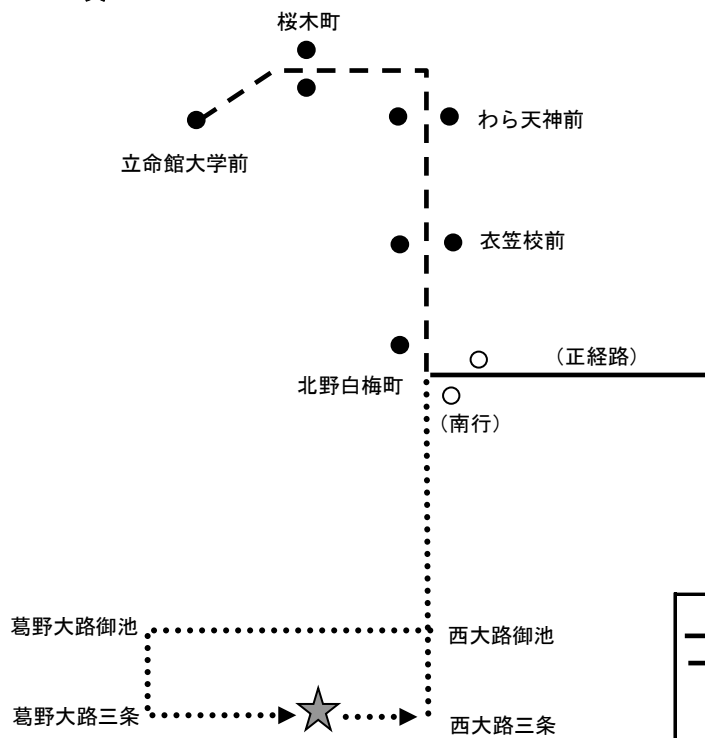 桜木町
わら天神前
立命館大学前
衣笠校前
(正経路)
北野白梅町
(南行)
葛野大路御池
西大路御池
葛野大路三条
西大路三条